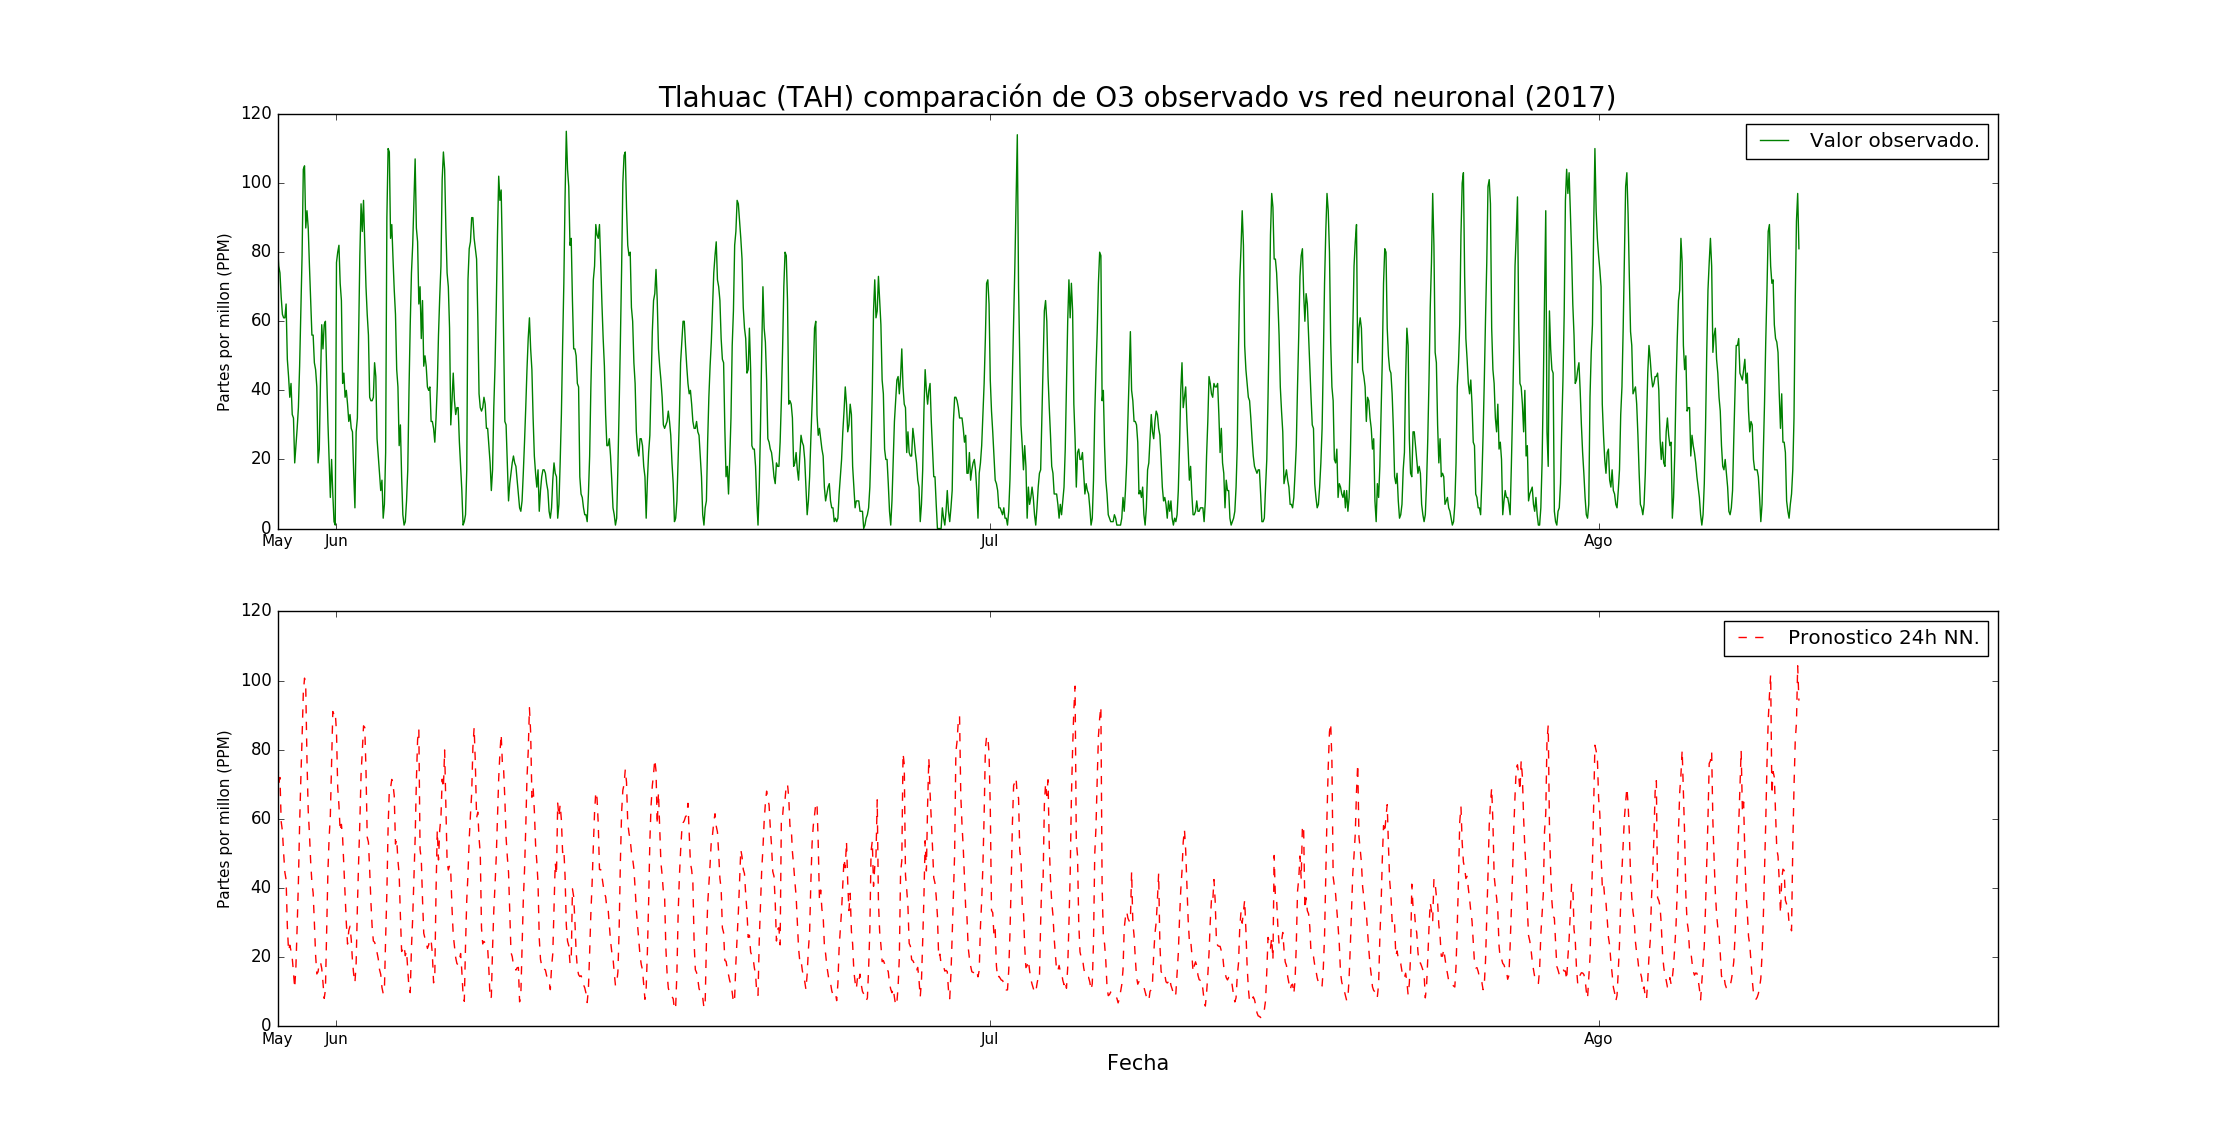 Tlahuac (TAH) comparación de O3 observado vs red neuronal (2017)
120
100
80
60
40
20
0
Partes por millon (PPM)
Valor observado.
May Jun Jul Ago
120
100
80
60
40
20
0
Partes por millon (PPM)
Pronostico 24h NN.
May Jun Jul Ago
Fecha